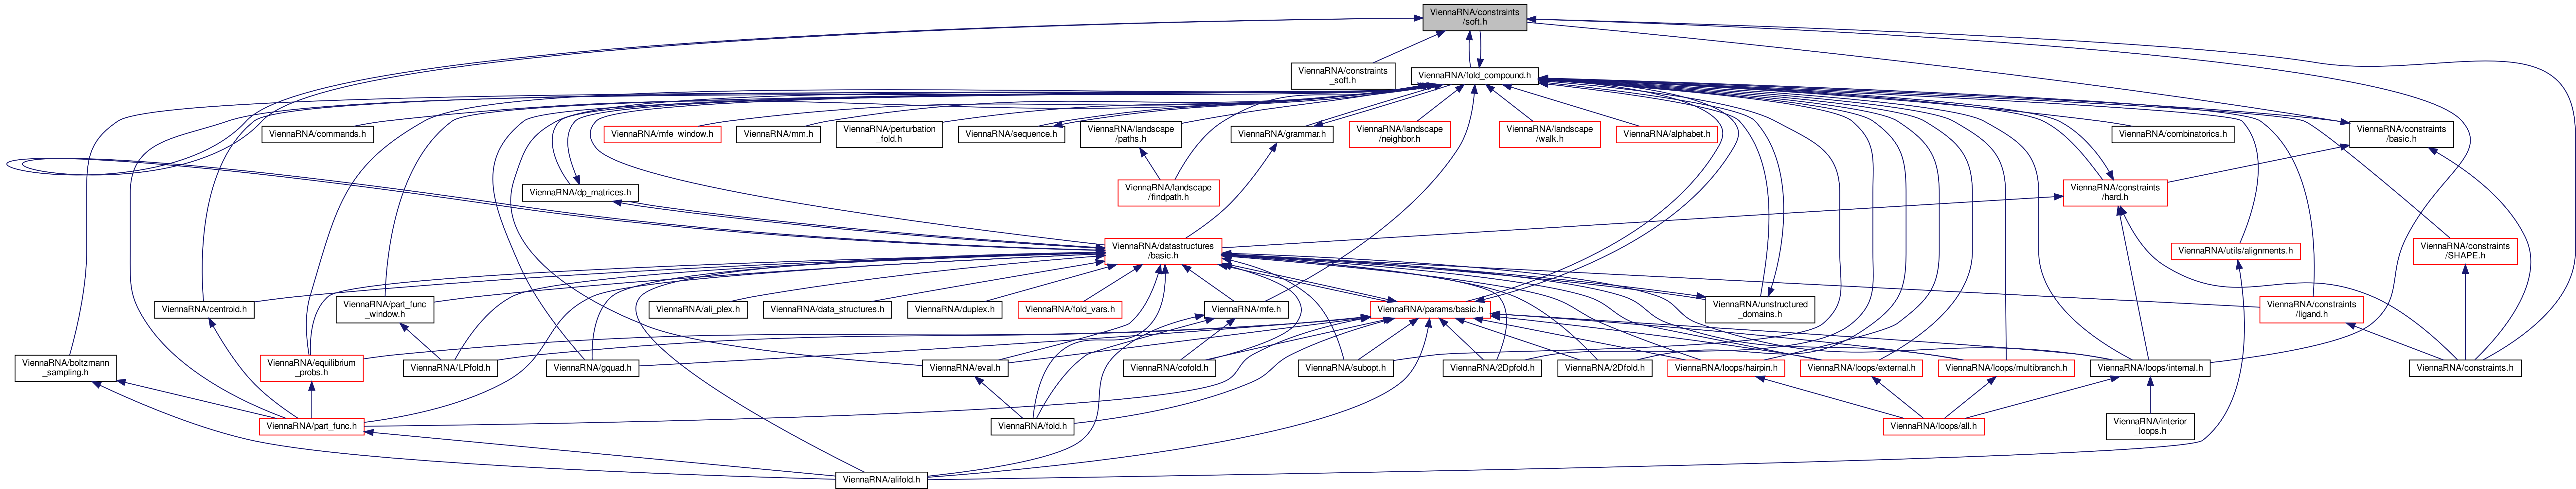 ViennaRNA/constraints
/soft.h
ViennaRNA/constraints
_soft.h
ViennaRNA/fold_compound.h
ViennaRNA/commands.h
ViennaRNA/mfe_window.h
ViennaRNA/mm.h
ViennaRNA/perturbation
_fold.h
ViennaRNA/sequence.h
ViennaRNA/landscape
/paths.h
ViennaRNA/grammar.h
ViennaRNA/landscape
/neighbor.h
ViennaRNA/landscape
/walk.h
ViennaRNA/alphabet.h
ViennaRNA/combinatorics.h
ViennaRNA/constraints
/basic.h
ViennaRNA/dp_matrices.h
ViennaRNA/landscape
/findpath.h
ViennaRNA/constraints
/hard.h
ViennaRNA/datastructures
/basic.h
ViennaRNA/utils/alignments.h
ViennaRNA/constraints
/SHAPE.h
ViennaRNA/centroid.h
ViennaRNA/part_func
_window.h
ViennaRNA/ali_plex.h
ViennaRNA/data_structures.h
ViennaRNA/duplex.h
ViennaRNA/fold_vars.h
ViennaRNA/mfe.h
ViennaRNA/params/basic.h
ViennaRNA/unstructured
_domains.h
ViennaRNA/constraints
/ligand.h
ViennaRNA/boltzmann
_sampling.h
ViennaRNA/equilibrium
_probs.h
ViennaRNA/LPfold.h
ViennaRNA/gquad.h
ViennaRNA/eval.h
ViennaRNA/cofold.h
ViennaRNA/subopt.h
ViennaRNA/2Dpfold.h
ViennaRNA/2Dfold.h
ViennaRNA/loops/hairpin.h
ViennaRNA/loops/external.h
ViennaRNA/loops/multibranch.h
ViennaRNA/loops/internal.h
ViennaRNA/constraints.h
ViennaRNA/part_func.h
ViennaRNA/fold.h
ViennaRNA/loops/all.h
ViennaRNA/interior
_loops.h
ViennaRNA/alifold.h